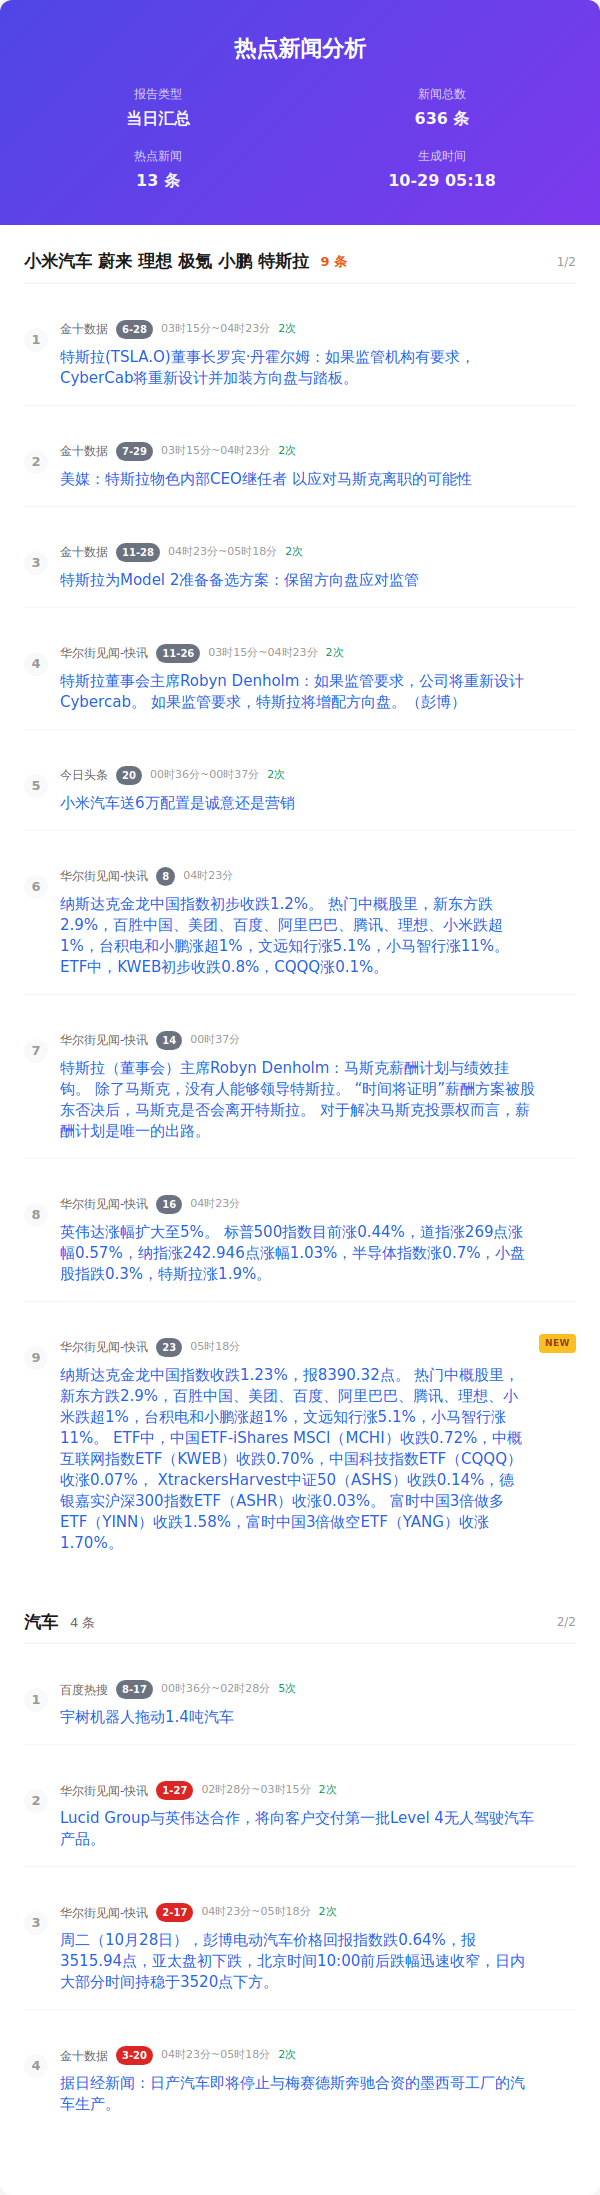 热点新闻分析
报告类型
新闻总数
当日汇总
636 条
热点新闻
生成时间
13 条
10-29 05:18
小米汽车 蔚来 理想 极氪 小鹏 特斯拉 9 条 1/2
1
金十数据 6-28 03时15分~04时23分 2次
特斯拉(TSLA.O)董事长罗宾·丹霍尔姆：如果监管机构有要求，
CyberCab将重新设计并加装方向盘与踏板。
2
金十数据 7-29 03时15分~04时23分 2次
美媒：特斯拉物色内部CEO继任者 以应对马斯克离职的可能性
3
金十数据 11-28 04时23分~05时18分 2次
特斯拉为Model 2准备备选方案：保留方向盘应对监管
4
华尔街见闻-快讯 11-26 03时15分~04时23分 2次
特斯拉董事会主席Robyn Denholm：如果监管要求，公司将重新设计
Cybercab。 如果监管要求，特斯拉将增配方向盘。（彭博）
5
今日头条 20 00时36分~00时37分 2次
小米汽车送6万配置是诚意还是营销
6
华尔街见闻-快讯 8 04时23分
纳斯达克金龙中国指数初步收跌1.2%。 热门中概股里，新东方跌
2.9%，百胜中国、美团、百度、阿里巴巴、腾讯、理想、小米跌超
1%，台积电和小鹏涨超1%，文远知行涨5.1%，小马智行涨11%。
ETF中，KWEB初步收跌0.8%，CQQQ涨0.1%。
7
华尔街见闻-快讯 14 00时37分
特斯拉（董事会）主席Robyn Denholm：马斯克薪酬计划与绩效挂
钩。 除了马斯克，没有人能够领导特斯拉。 “时间将证明”薪酬方案被股
东否决后，马斯克是否会离开特斯拉。 对于解决马斯克投票权而言，薪
酬计划是唯一的出路。
8
华尔街见闻-快讯 16 04时23分
英伟达涨幅扩大至5%。 标普500指数目前涨0.44%，道指涨269点涨
幅0.57%，纳指涨242.946点涨幅1.03%，半导体指数涨0.7%，小盘
股指跌0.3%，特斯拉涨1.9%。
9
华尔街见闻-快讯 23 05时18分 NEW
纳斯达克金龙中国指数收跌1.23%，报8390.32点。 热门中概股里，
新东方跌2.9%，百胜中国、美团、百度、阿里巴巴、腾讯、理想、小
米跌超1%，台积电和小鹏涨超1%，文远知行涨5.1%，小马智行涨
11%。 ETF中，中国ETF-iShares MSCI（MCHI）收跌0.72%，中概
互联网指数ETF（KWEB）收跌0.70%，中国科技指数ETF（CQQQ）
收涨0.07%， XtrackersHarvest中证50（ASHS）收跌0.14%，德
银嘉实沪深300指数ETF（ASHR）收涨0.03%。 富时中国3倍做多
ETF（YINN）收跌1.58%，富时中国3倍做空ETF（YANG）收涨
1.70%。
汽车 4 条 2/2
1
百度热搜 8-17 00时36分~02时28分 5次
宇树机器人拖动1.4吨汽车
2
华尔街见闻-快讯 1-27 02时28分~03时15分 2次
Lucid Group与英伟达合作，将向客户交付第一批Level 4无人驾驶汽车
产品。
3
华尔街见闻-快讯 2-17 04时23分~05时18分 2次
周二（10月28日），彭博电动汽车价格回报指数跌0.64%，报
3515.94点，亚太盘初下跌，北京时间10:00前后跌幅迅速收窄，日内
大部分时间持稳于3520点下方。
4
金十数据 3-20 04时23分~05时18分 2次
据日经新闻：日产汽车即将停止与梅赛德斯奔驰合资的墨西哥工厂的汽
车生产。